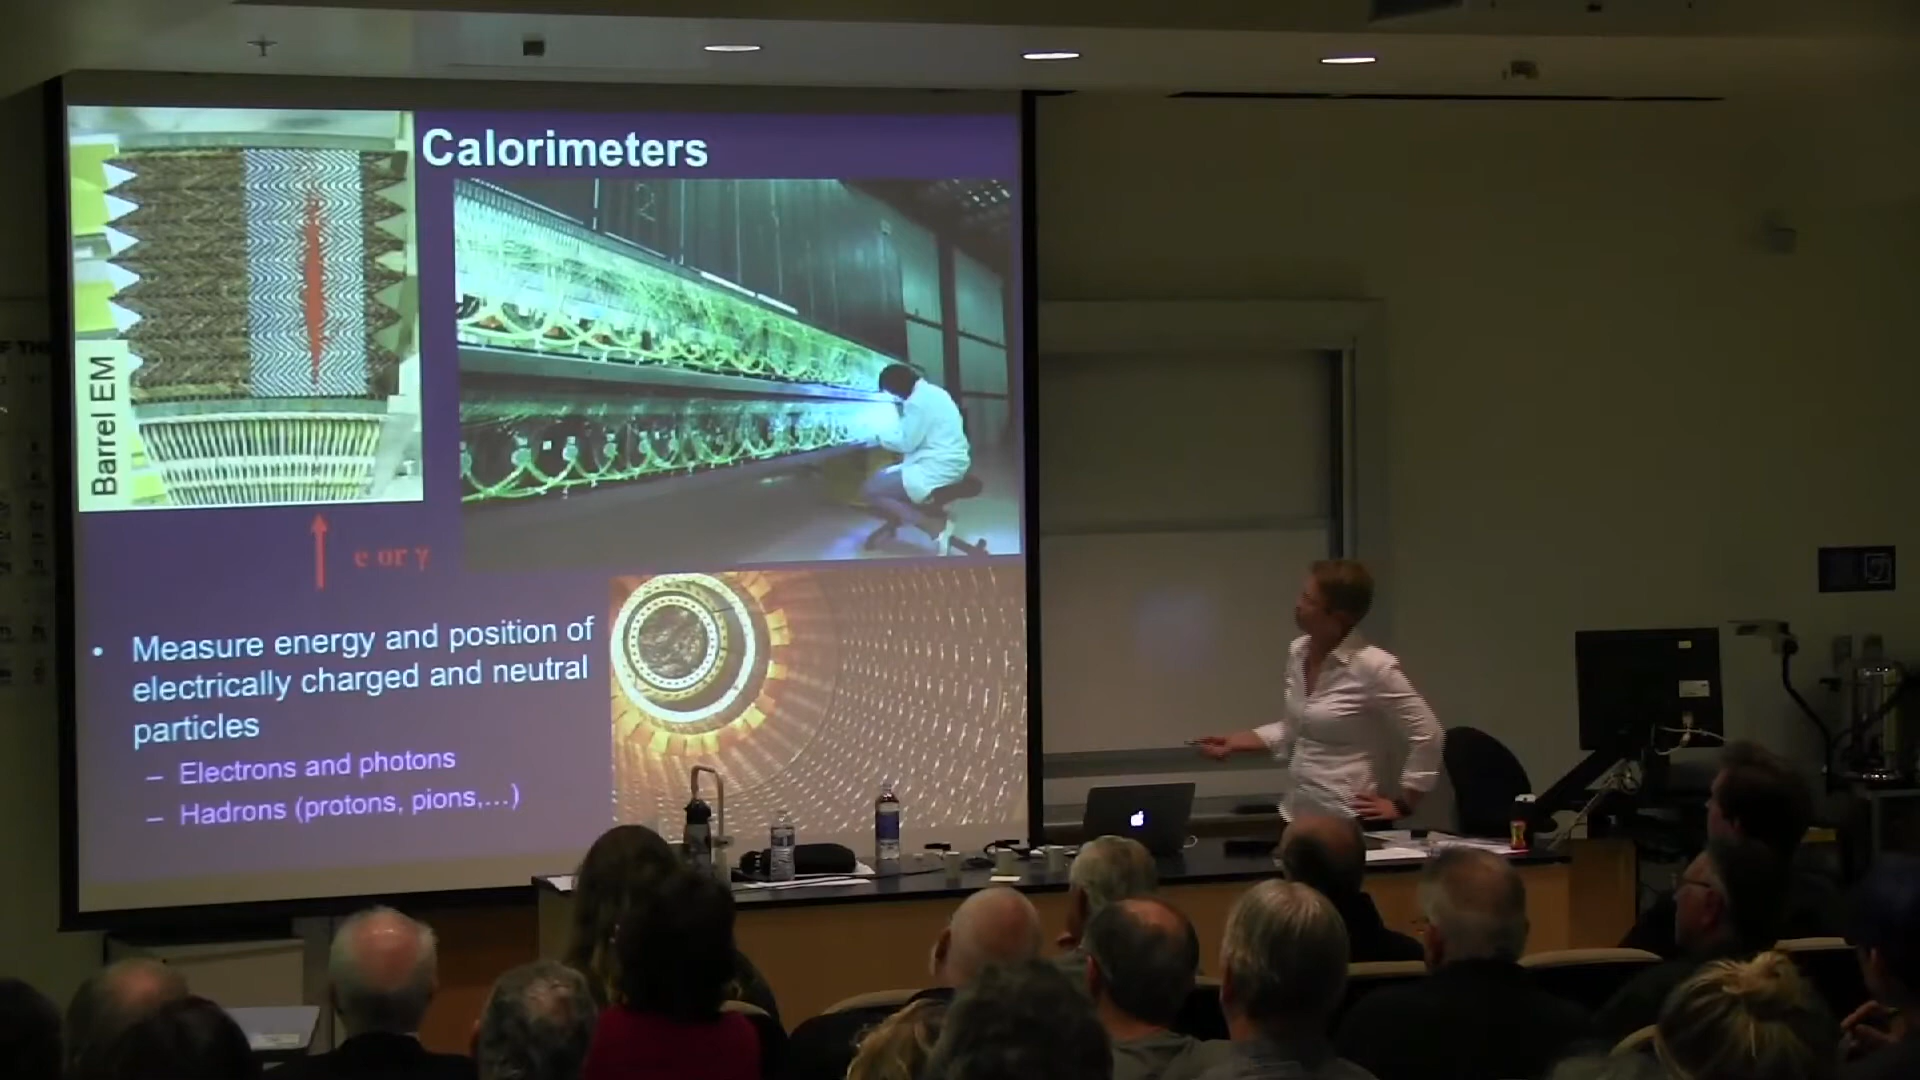 Calorimeters
2
Barrel EM
e or γ
• Measure energy and position of
electrically charged and neutral
particles
– Electrons and photons
– Hadrons (protons, pions,...)